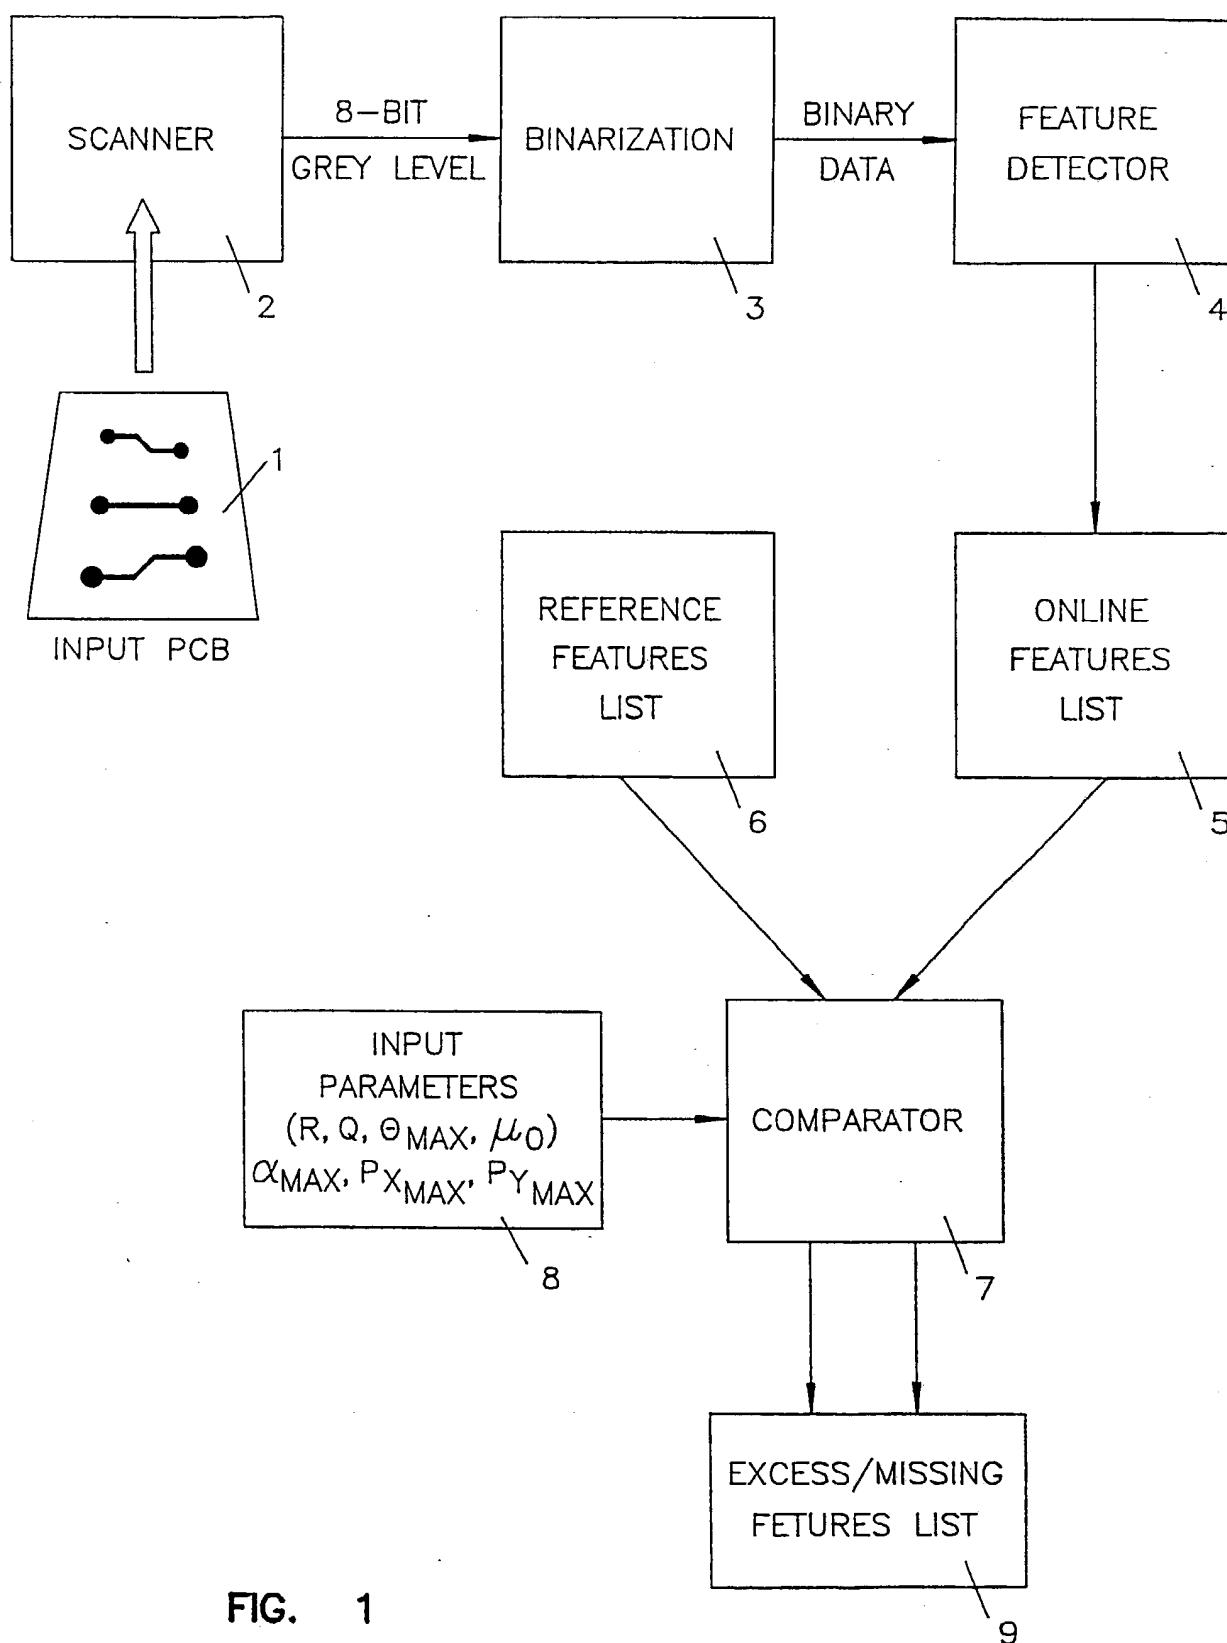 SCANNER
2
8-BIT
GREY LEVEL
BINARIZATION
3
BINARY
DATA
FEATURE
DETECTOR
4
1
INPUT PCB
REFERENCE
FEATURES
LIST
6
ONLINE
FEATURES
LIST
5
INPUT
PARAMETERS
(R, Q, ΘMAX, μ0)
αMAX, PXMAX, PYMAX
8
COMPARATOR
7
EXCESS/MISSING
FETURES LIST
9
FIG. 1